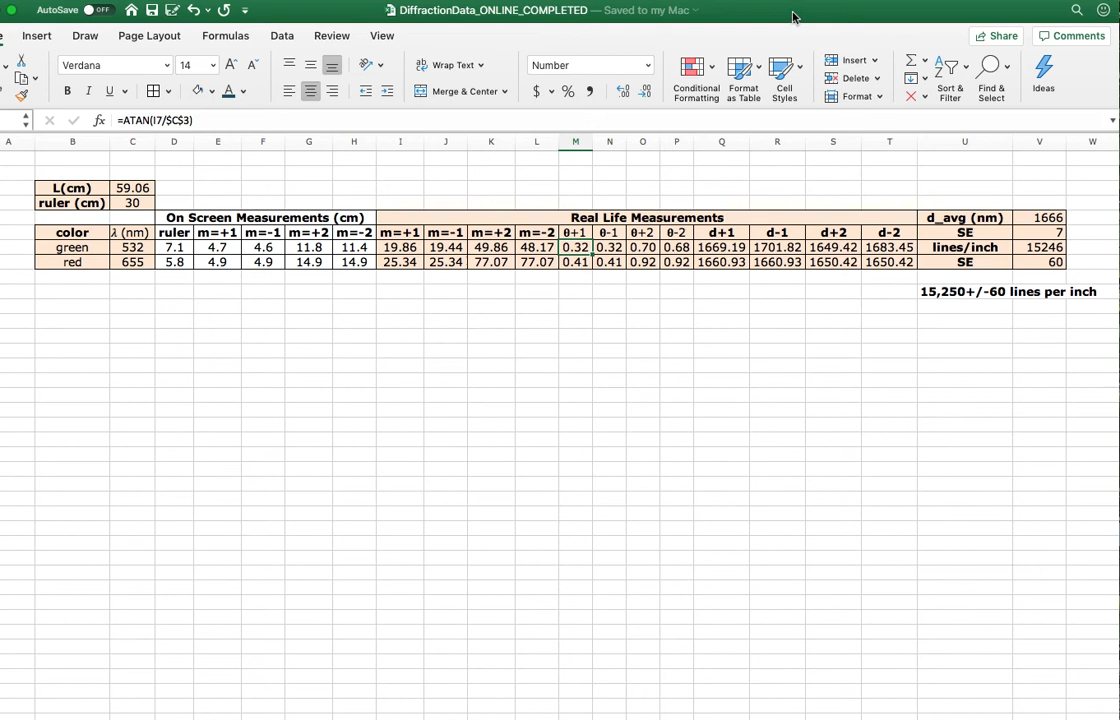 AutoSave OFF DiffractionData_ONLINE_COMPLETED — Saved to my Mac
Insert Draw Page Layout Formulas Data Review View Share Comments
Verdana 14 A A Wrap Text Number Insert
B I U A Merge & Center $ % Conditional Formatting Format as Table Cell Styles Delete Format Sort & Filter Find & Select Ideas
fx =ATAN(I7/$C$3)
A B C D E F G H I J K L M N O P Q R S T U V W
L(cm) 59.06
ruler (cm) 30
On Screen Measurements (cm) Real Life Measurements d_avg (nm) 1666
color λ (nm) ruler m=+1 m=-1 m=+2 m=-2 m=+1 m=-1 m=+2 m=-2 θ+1 θ-1 θ+2 θ-2 d+1 d-1 d+2 d-2 SE 7
green 532 7.1 4.7 4.6 11.8 11.4 19.86 19.44 49.86 48.17 0.32 0.32 0.70 0.68 1669.19 1701.82 1649.42 1683.45 lines/inch 15246
red 655 5.8 4.9 4.9 14.9 14.9 25.34 25.34 77.07 77.07 0.41 0.41 0.92 0.92 1660.93 1660.93 1650.42 1650.42 SE 60
15,250+/-60 lines per inch